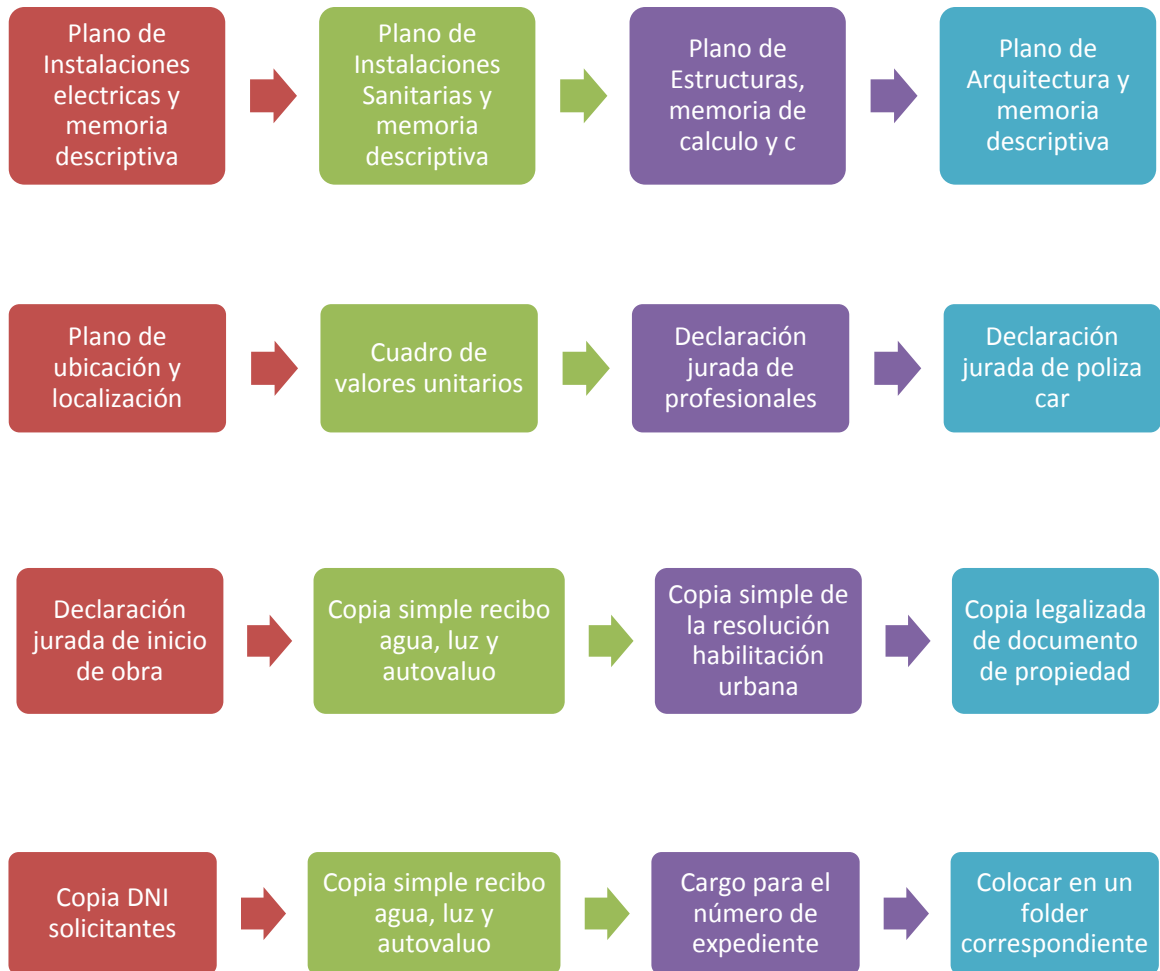 Plano de
Instalaciones
electricas y
memoria
descriptiva
Plano de
Instalaciones
Sanitarias y
memoria
descriptiva
Plano de
Estructuras,
memoria de
calculo y c
Plano de
Arquitectura y
memoria
descriptiva
Plano de
ubicación y
localización
Cuadro de
valores unitarios
Declaración
jurada de
profesionales
Declaración
jurada de poliza
car
Declaración
jurada de inicio
de obra
Copia simple recibo
agua, luz y
autovaluo
Copia simple de
la resolución
habilitación
urbana
Copia legalizada
de documento
de propiedad
Copia DNI
solicitantes
Copia simple recibo
agua, luz y
autovaluo
Cargo para el
número de
expediente
Colocar en un
folder
correspondiente